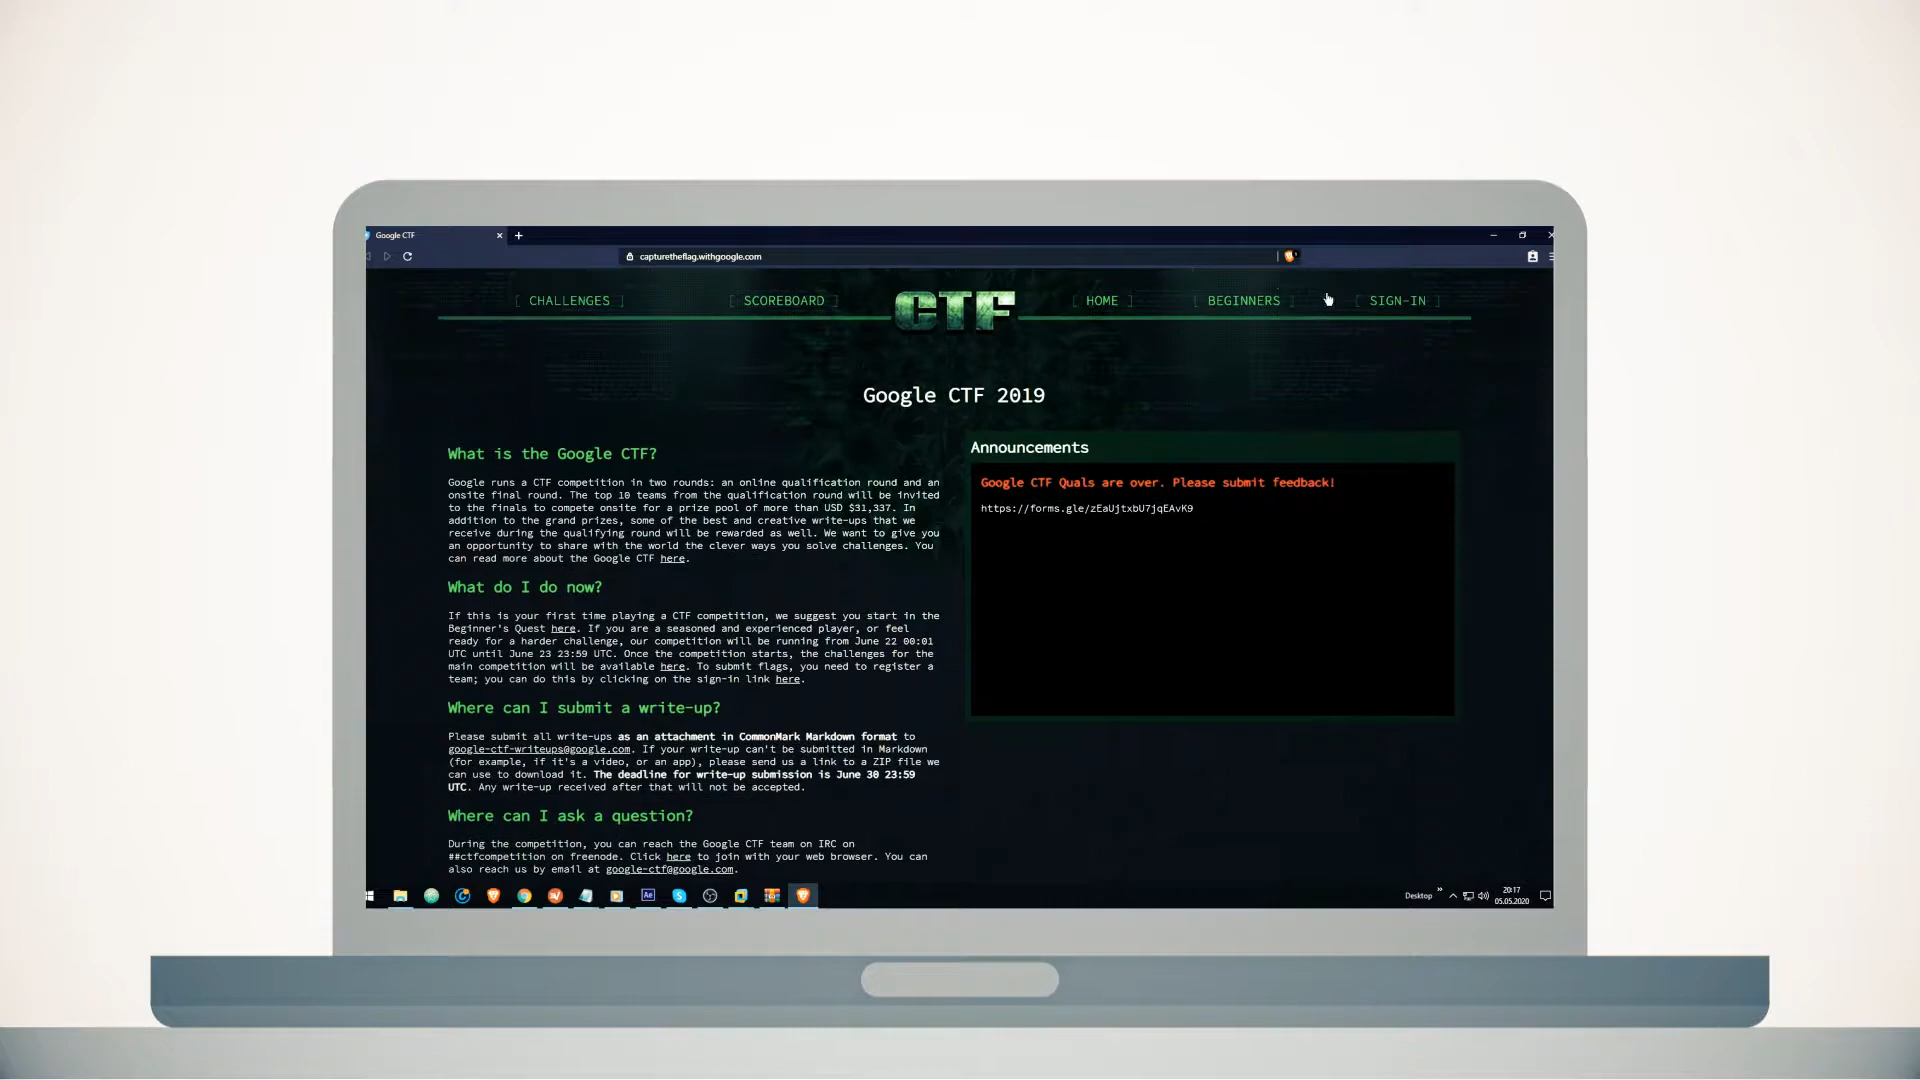 Google CTF
capturetheflag.withgoogle.com
[ CHALLENGES ] [ SCOREBOARD ] CTF [ HOME ] [ BEGINNERS ] [ SIGN-IN ]
Google CTF 2019
What is the Google CTF?
Google runs a CTF competition in two rounds: an online qualification round and an
onsite final round. The top 10 teams from the qualification round will be invited
to the finals to compete onsite for a prize pool of more than USD $31,337. In
addition to the grand prizes, some of the best and creative write-ups that we
receive during the qualifying round will be rewarded as well. We want to give you
an opportunity to share with the world the clever ways you solve challenges. You
can read more about the Google CTF here.
What do I do now?
If this is your first time playing a CTF competition, we suggest you start in the
Beginner's Quest here. If you are a seasoned and experienced player, or feel
ready for a harder challenge, our competition will be running from June 22 00:01
UTC until June 23 23:59 UTC. Once the competition starts, the challenges for the
main competition will be available here. To submit flags, you need to register a
team; you can do this by clicking on the sign-in link here.
Where can I submit a write-up?
Please submit all write-ups as an attachment in CommonMark Markdown format to
google-ctf-writeups@google.com. If your write-up can't be submitted in Markdown
(for example, if it's a video, or an app), please send us a link to a ZIP file we
can use to download it. The deadline for write-up submission is June 30 23:59
UTC. Any write-up received after that will not be accepted.
Where can I ask a question?
During the competition, you can reach the Google CTF team on IRC on
##ctfcompetition on freenode. Click here to join with your web browser. You can
also reach us by email at google-ctf@google.com.
Announcements
Google CTF Quals are over. Please submit feedback!
https://forms.gle/zEaUjtxbU7jqEAvK9
Ae
Desktop
20:17
05.05.2020